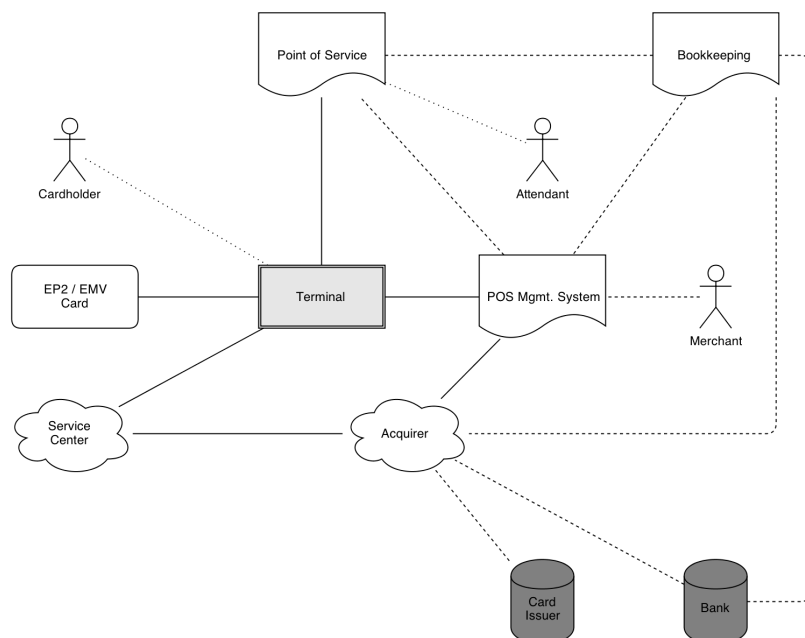 Point of Service
Bookkeeping
Cardholder
Attendant
EP2 / EMV
Card
Terminal
POS Mgmt. System
Merchant
Service
Center
Acquirer
Card
Issuer
Bank